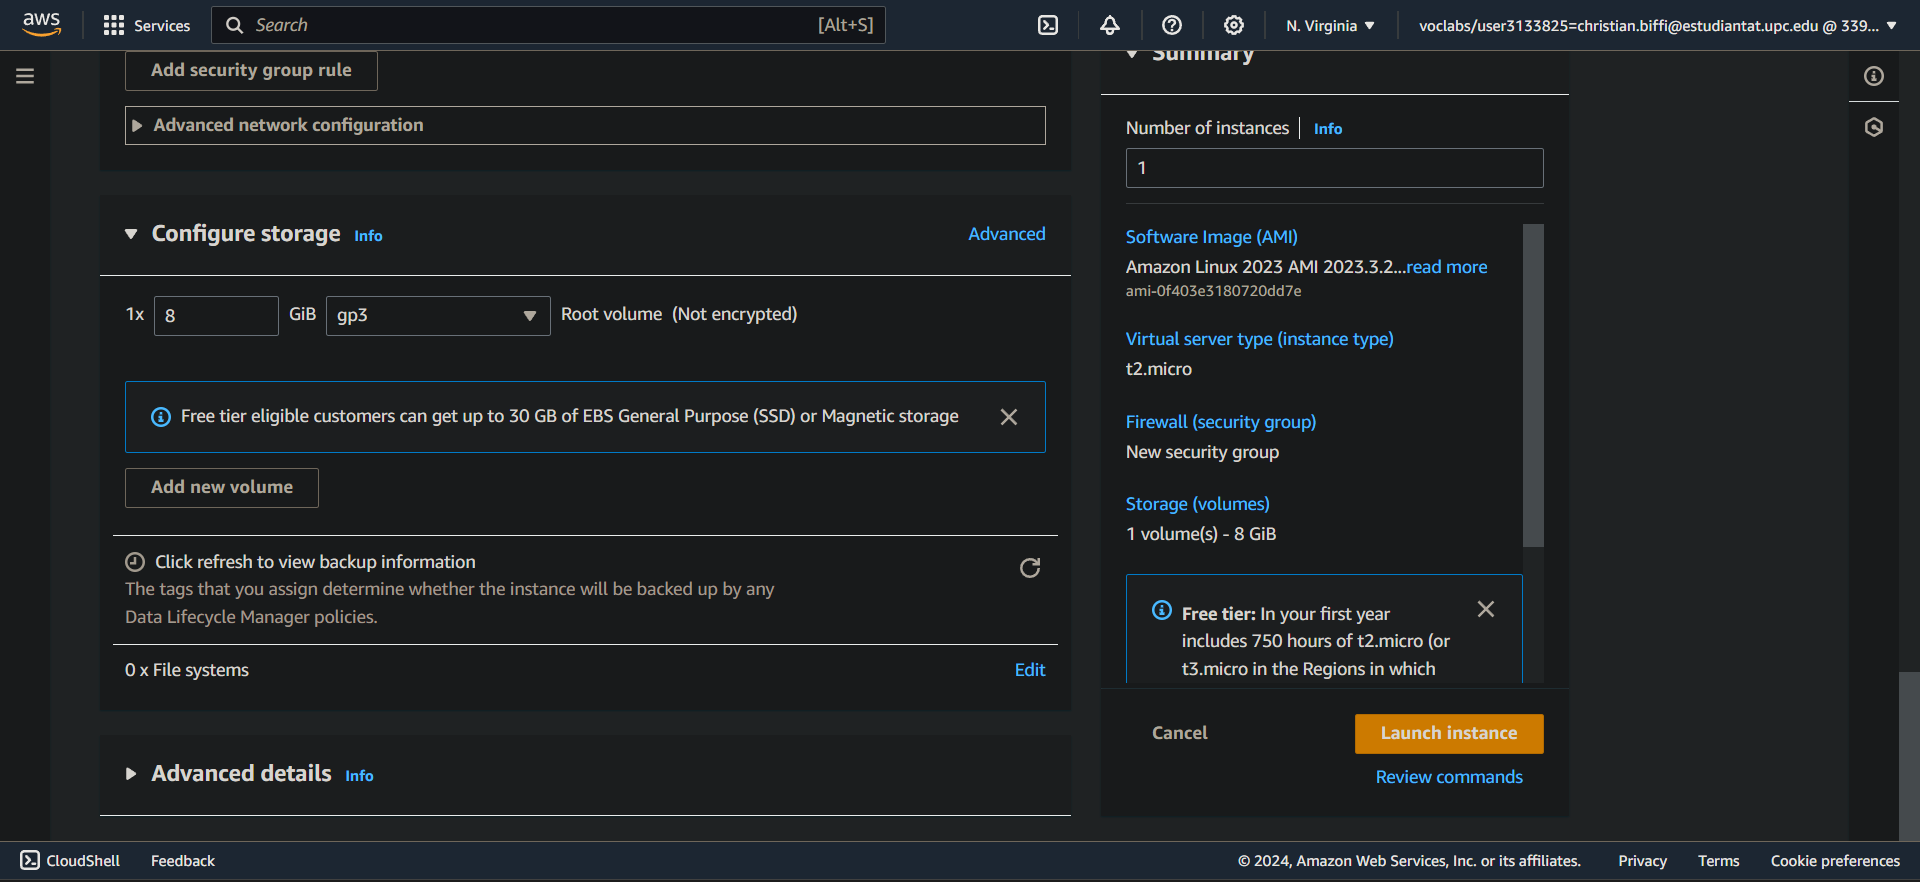 aws
Services
Search
[Alt+S]
N. Virginia
voclabs/user3133825=christian.biffi@estudiantat.upc.edu @ 339...
Add security group rule
Advanced network configuration
Configure storage Info
Advanced
1x 8 GiB gp3 Root volume (Not encrypted)
Free tier eligible customers can get up to 30 GB of EBS General Purpose (SSD) or Magnetic storage
Add new volume
Click refresh to view backup information
The tags that you assign determine whether the instance will be backed up by any
Data Lifecycle Manager policies.
0 x File systems
Edit
Advanced details Info
Summary
Number of instances Info
1
Software Image (AMI)
Amazon Linux 2023 AMI 2023.3.2...read more
ami-0f403e3180720dd7e
Virtual server type (instance type)
t2.micro
Firewall (security group)
New security group
Storage (volumes)
1 volume(s) - 8 GiB
Free tier: In your first year
includes 750 hours of t2.micro (or
t3.micro in the Regions in which
Cancel
Launch instance
Review commands
CloudShell
Feedback
© 2024, Amazon Web Services, Inc. or its affiliates.
Privacy
Terms
Cookie preferences